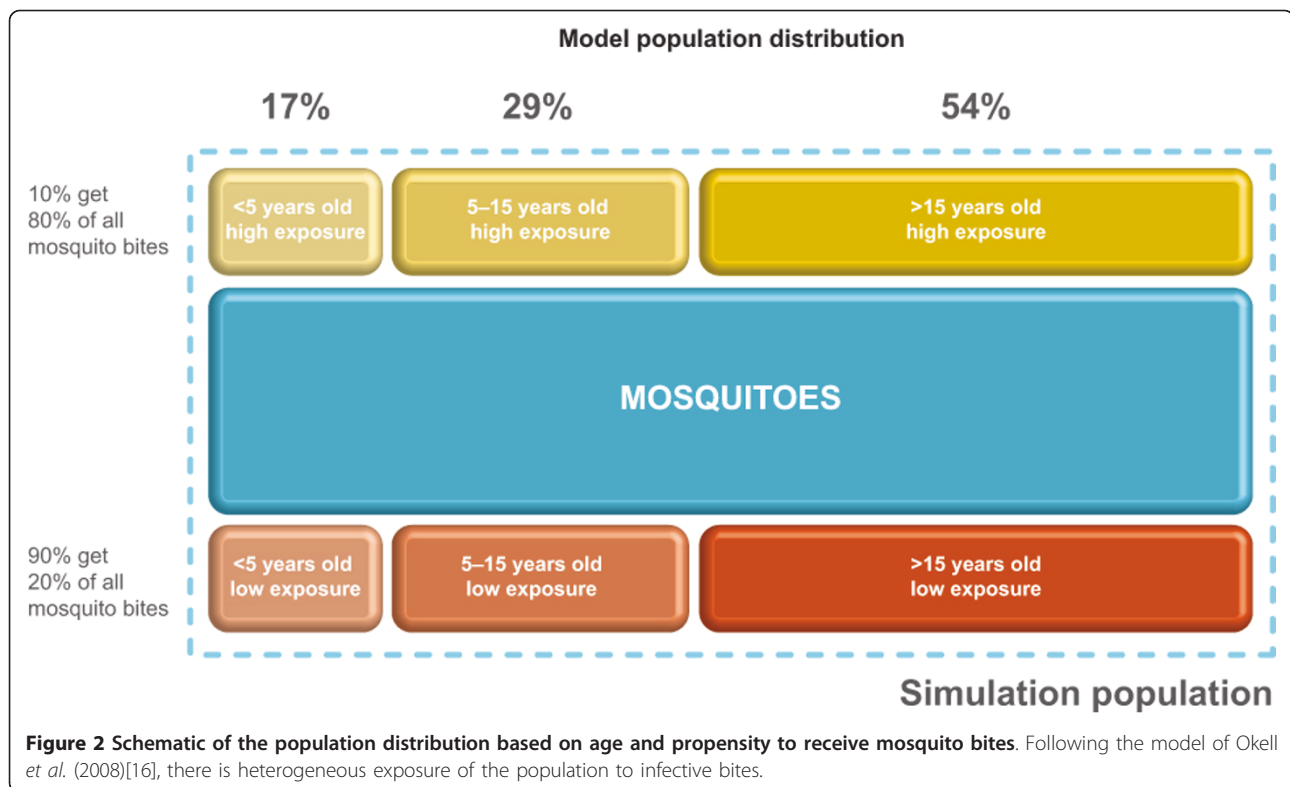 Model population distribution
17% 29% 54%
10% get
80% of all
mosquito bites
<5 years old
high exposure
5–15 years old
high exposure
>15 years old
high exposure
MOSQUITOES
90% get
20% of all
mosquito bites
<5 years old
low exposure
5–15 years old
low exposure
>15 years old
low exposure
Simulation population
Figure 2 Schematic of the population distribution based on age and propensity to receive mosquito bites. Following the model of Okell
et al. (2008)[16], there is heterogeneous exposure of the population to infective bites.